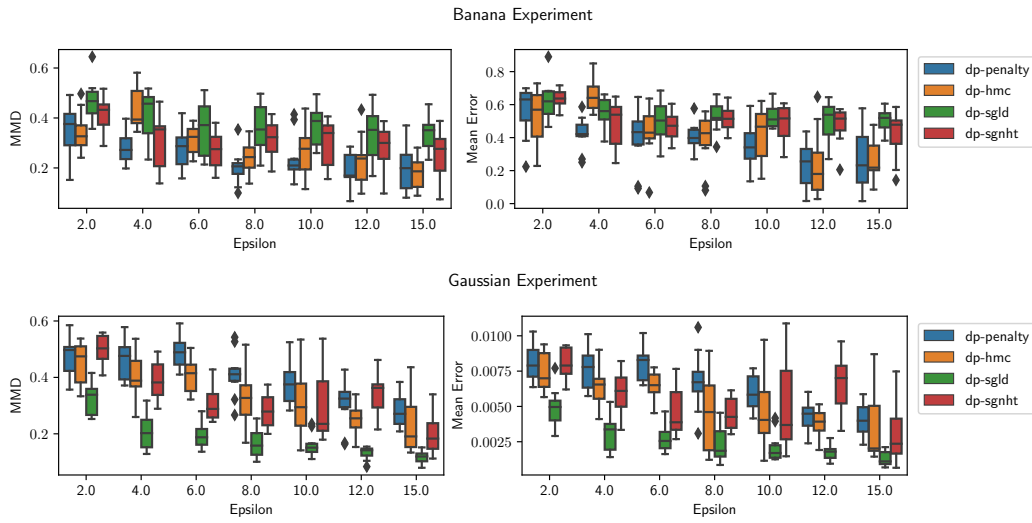 Banana Experiment
0.6
0.4
0.2
MMD
2.0 4.0 6.0 8.0 10.0 12.0 15.0
Epsilon
0.8
0.6
0.4
0.2
0.0
Mean Error
2.0 4.0 6.0 8.0 10.0 12.0 15.0
Epsilon
dp-penalty
dp-hmc
dp-sgld
dp-sgnht
Gaussian Experiment
0.6
0.4
0.2
MMD
2.0 4.0 6.0 8.0 10.0 12.0 15.0
Epsilon
0.0100
0.0075
0.0050
0.0025
Mean Error
2.0 4.0 6.0 8.0 10.0 12.0 15.0
Epsilon
dp-penalty
dp-hmc
dp-sgld
dp-sgnht